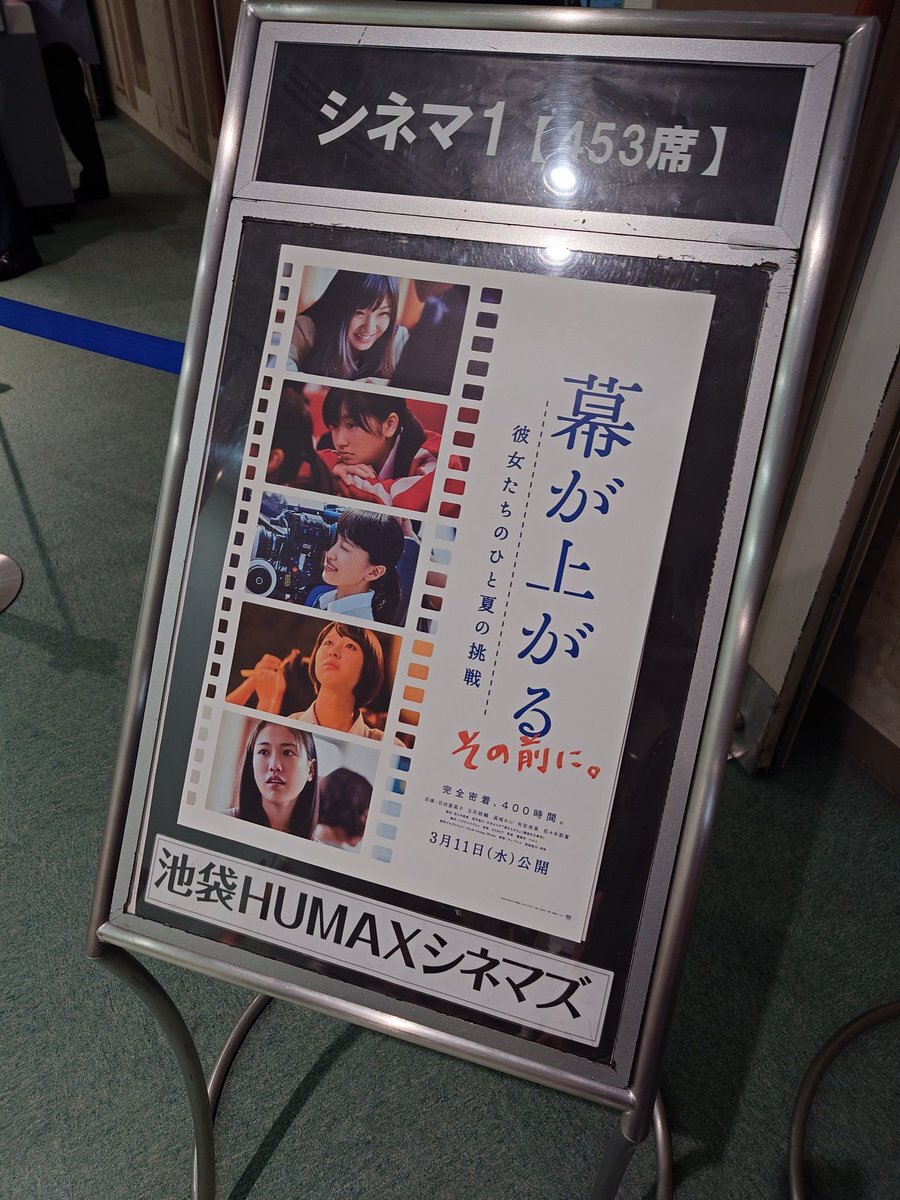 シネマ1【453席】
幕が上がる
その前に。
彼女たちのひと夏の挑戦
完全密着、400時間。
3月11日(水)公開
池袋HUMAXシネマズ